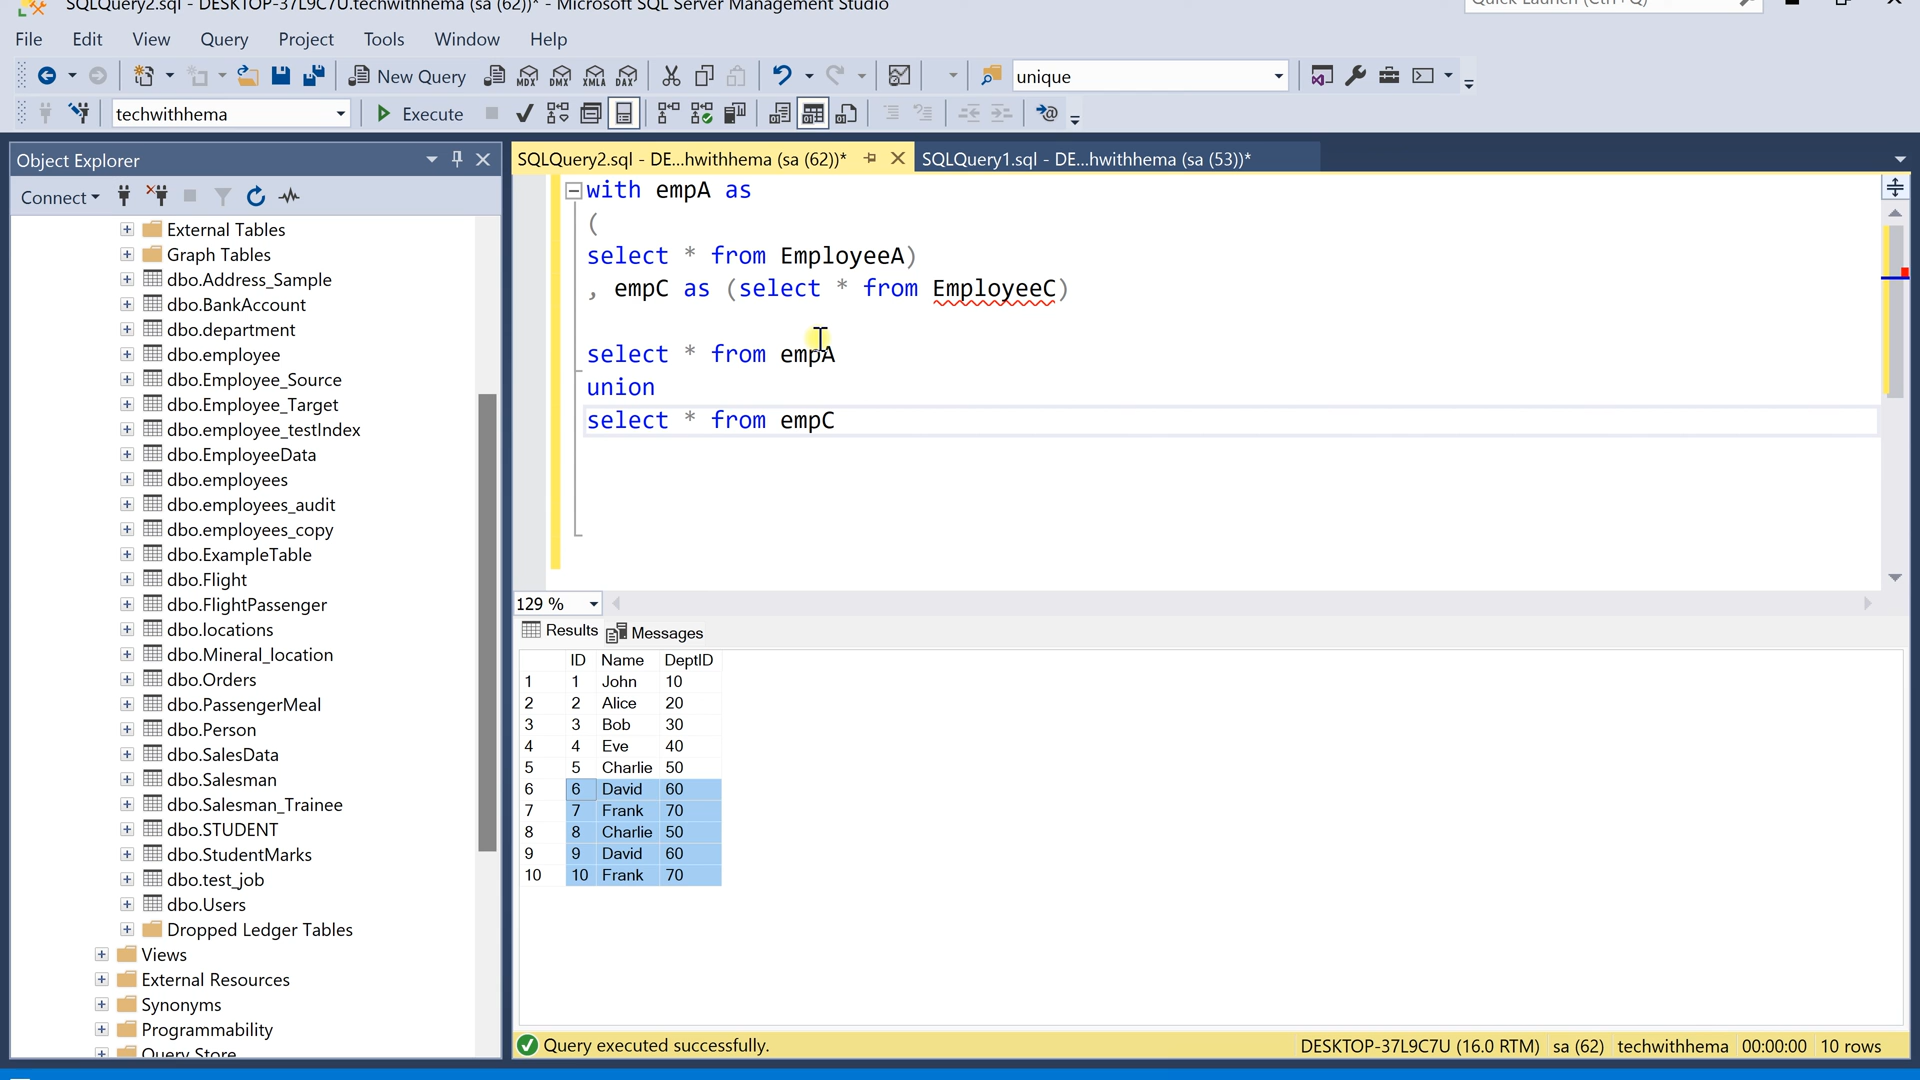 SQLQuery2.sql - DESKTOP-37L9C7U.techwithhema (sa (62))* - Microsoft SQL Server Management Studio
Quick Launch (Ctrl+Q)
File Edit View Query Project Tools Window Help
New Query MDX DMX XMLA DAX unique
techwithhema Execute
Object Explorer
Connect
External Tables
Graph Tables
dbo.Address_Sample
dbo.BankAccount
dbo.department
dbo.employee
dbo.Employee_Source
dbo.Employee_Target
dbo.employee_testIndex
dbo.EmployeeData
dbo.employees
dbo.employees_audit
dbo.employees_copy
dbo.ExampleTable
dbo.Flight
dbo.FlightPassenger
dbo.locations
dbo.Mineral_location
dbo.Orders
dbo.PassengerMeal
dbo.Person
dbo.SalesData
dbo.Salesman
dbo.Salesman_Trainee
dbo.STUDENT
dbo.StudentMarks
dbo.test_job
dbo.Users
Dropped Ledger Tables
Views
External Resources
Synonyms
Programmability
Query Store
SQLQuery2.sql - DE...hwithhema (sa (62))* SQLQuery1.sql - DE...hwithhema (sa (53))*
with empA as
(
select * from EmployeeA)
, empC as (select * from EmployeeC)
select * from empA
union
select * from empC
129 %
Results Messages
ID Name DeptID
1 1 John 10
2 2 Alice 20
3 3 Bob 30
4 4 Eve 40
5 5 Charlie 50
6 6 David 60
7 7 Frank 70
8 8 Charlie 50
9 9 David 60
10 10 Frank 70
Query executed successfully. DESKTOP-37L9C7U (16.0 RTM) sa (62) techwithhema 00:00:00 10 rows